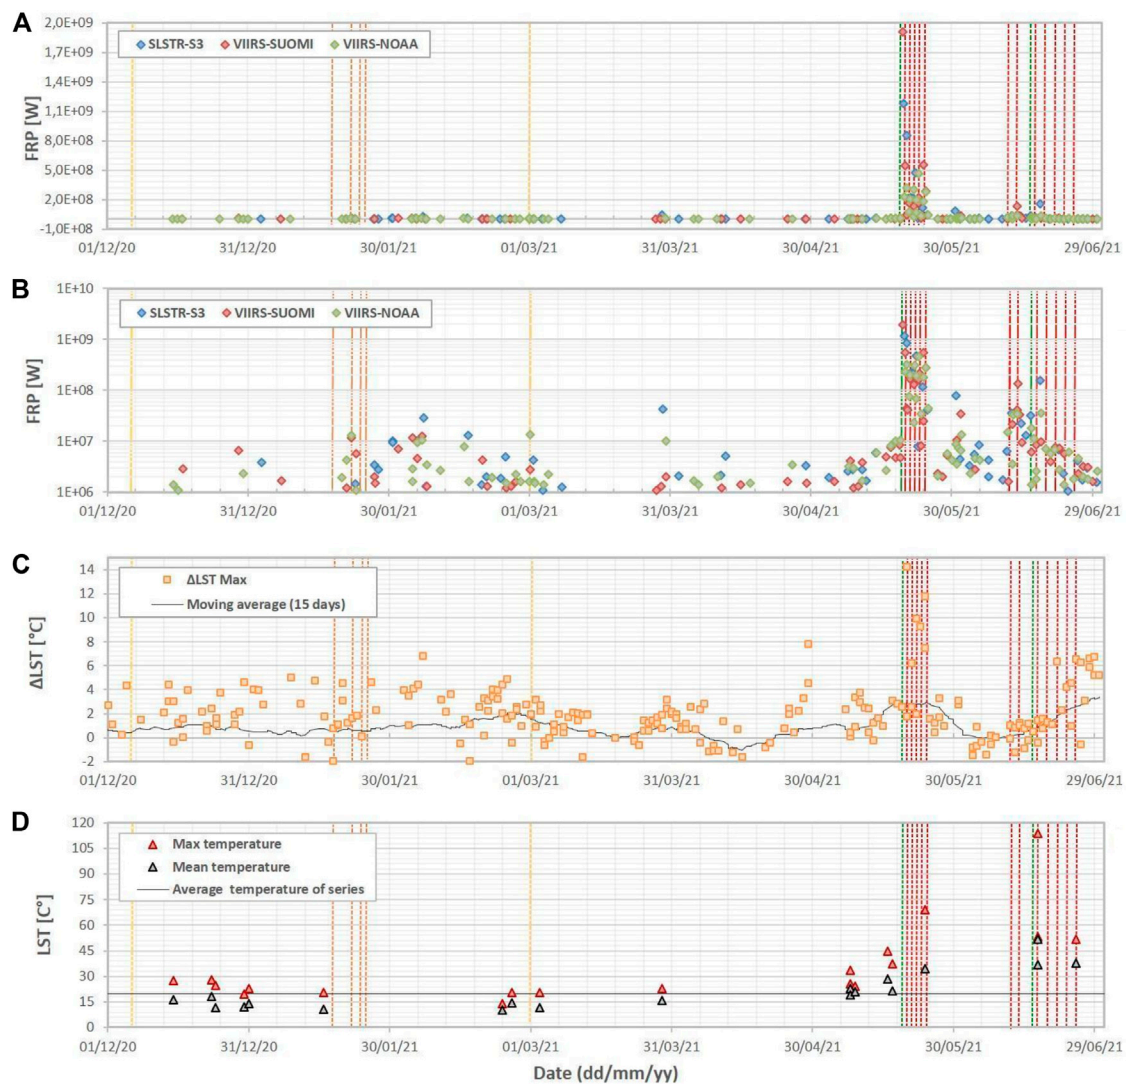 A
2,0E+09
1,7E+09
1,4E+09
1,1E+09
8,0E+08
5,0E+08
2,0E+08
-1,0E+08
FRP [W]
SLSTR-S3 VIIRS-SUOMI VIIRS-NOAA
01/12/20 31/12/20 30/01/21 01/03/21 31/03/21 30/04/21 30/05/21 29/06/21
B
1E+10
1E+09
1E+08
1E+07
1E+06
FRP [W]
SLSTR-S3 VIIRS-SUOMI VIIRS-NOAA
01/12/20 31/12/20 30/01/21 01/03/21 31/03/21 30/04/21 30/05/21 29/06/21
C
14
12
10
8
6
4
2
0
-2
ΔLST [°C]
ΔLST Max
Moving average (15 days)
01/12/20 31/12/20 30/01/21 01/03/21 31/03/21 30/04/21 30/05/21 29/06/21
D
120
105
90
75
60
45
30
15
0
LST [C°]
Max temperature
Mean temperature
Average temperature of series
01/12/20 31/12/20 30/01/21 01/03/21 31/03/21 30/04/21 30/05/21 29/06/21
Date (dd/mm/yy)